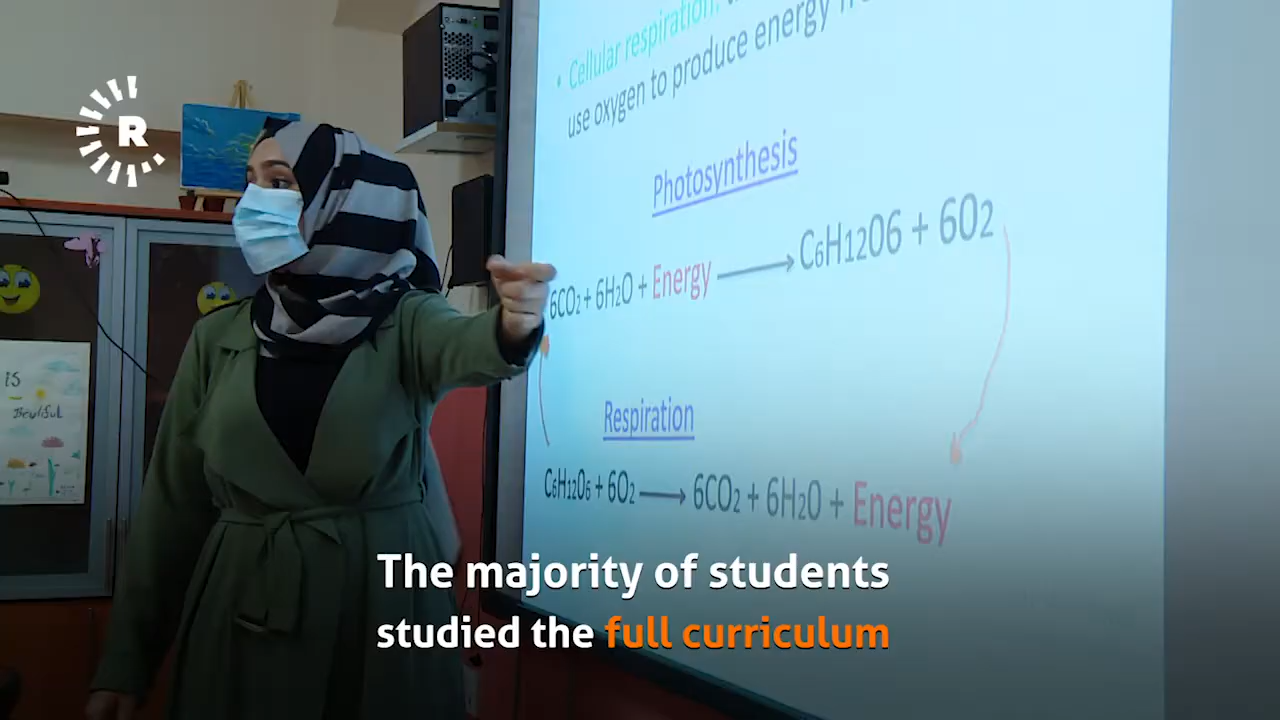 R
• Cellular respiration:
use oxygen to produce energy
Photosynthesis
6CO2 + 6H2O + Energy ⟶ C6H12O6 + 6O2
Respiration
C6H12O6 + 6O2 ⟶ 6CO2 + 6H2O + Energy
IS
The majority of students
studied the full curriculum